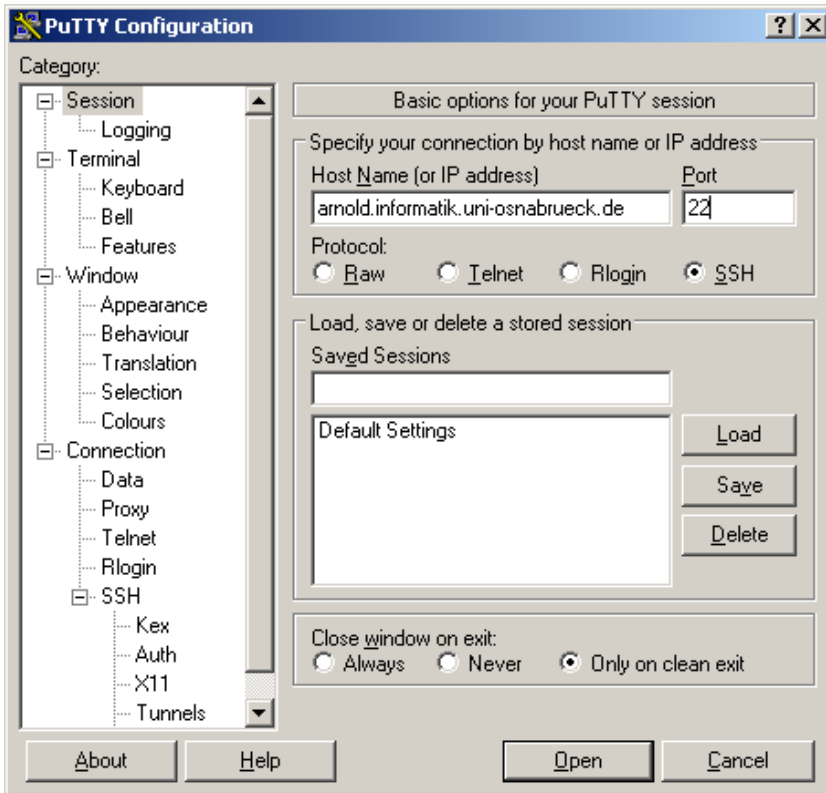 PuTTY Configuration
Category:
Session
Logging
Terminal
Keyboard
Bell
Features
Window
Appearance
Behaviour
Translation
Selection
Colours
Connection
Data
Proxy
Telnet
Rlogin
SSH
Kex
Auth
X11
Tunnels
Basic options for your PuTTY session
Specify your connection by host name or IP address
Host Name (or IP address) Port
arnold.informatik.uni-osnabrueck.de 22
Protocol:
Raw Telnet Rlogin SSH
Load, save or delete a stored session
Saved Sessions
Default Settings
Load
Save
Delete
Close window on exit:
Always Never Only on clean exit
About Help Open Cancel